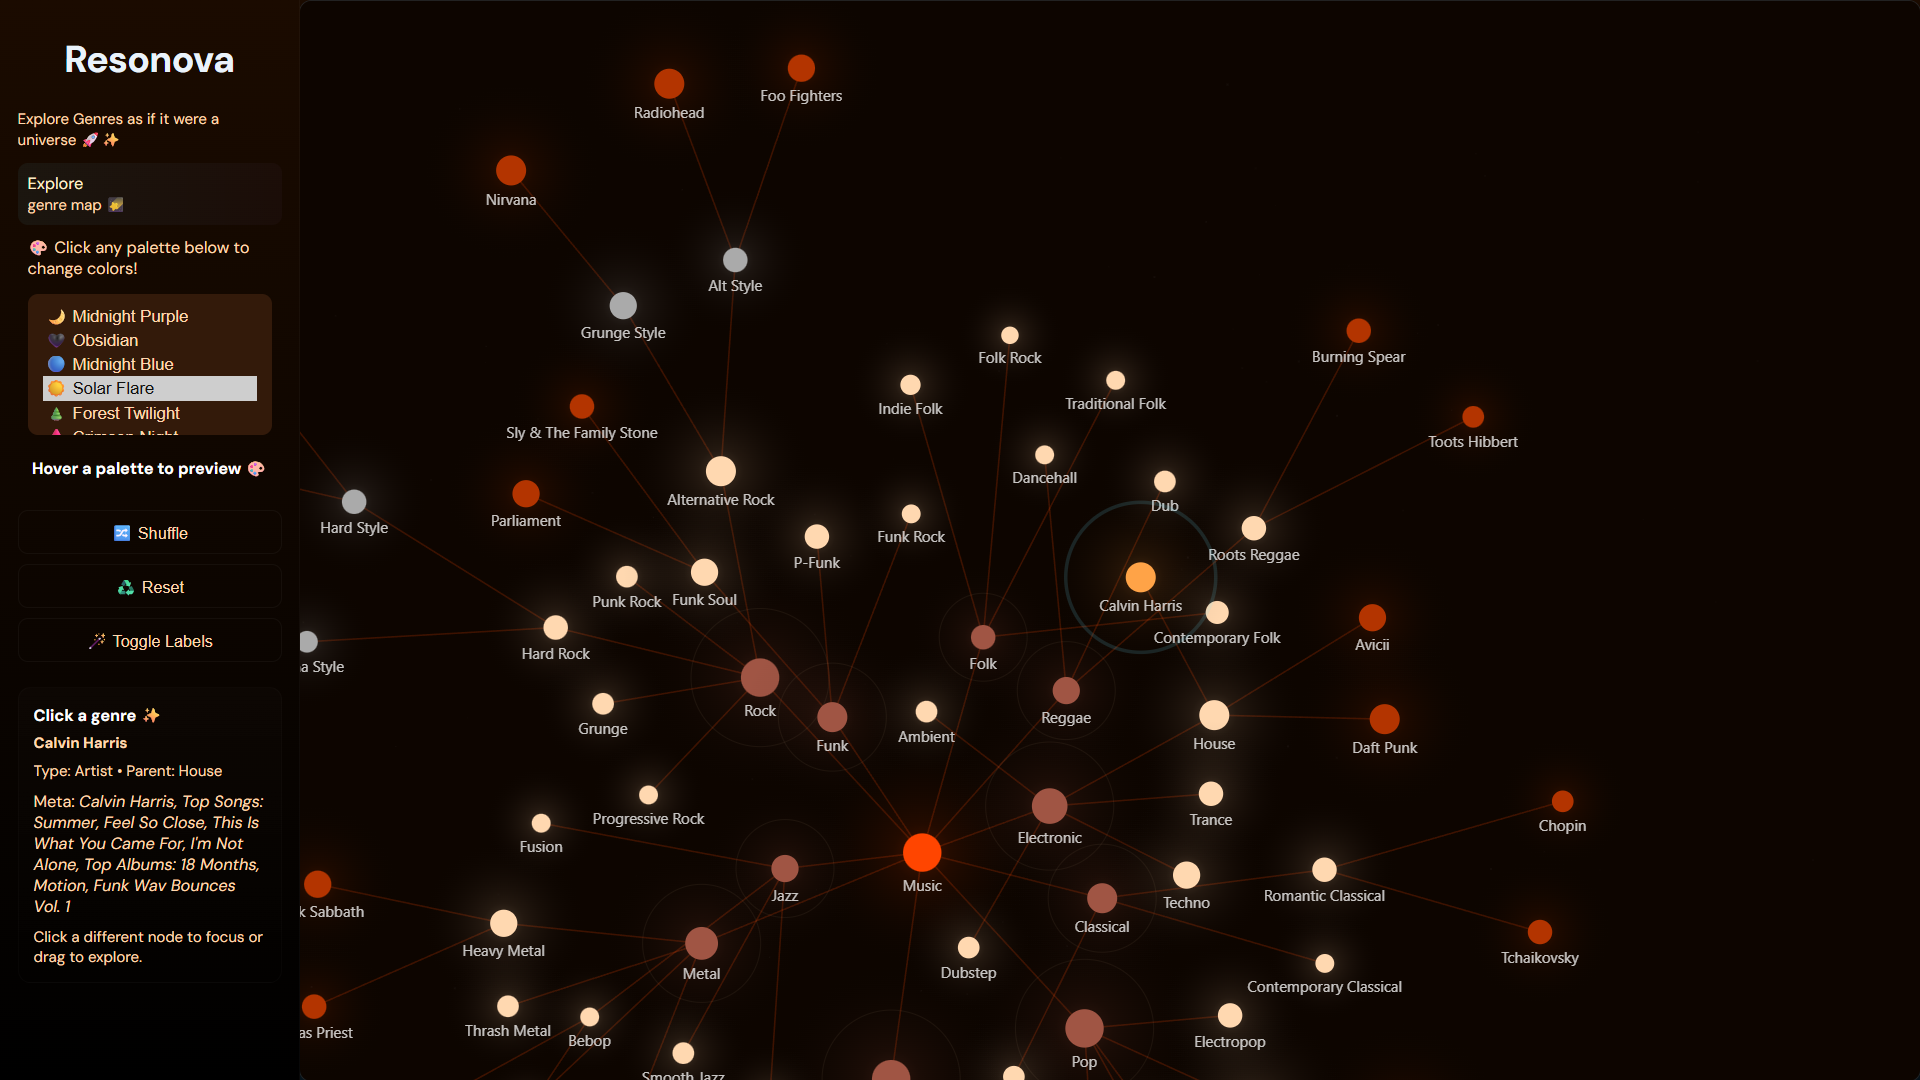 Resonova
Explore Genres as if it were a
universe 🚀 ✨
Explore
genre map 🌠
🎨 Click any palette below to
change colors!
🌙 Midnight Purple
🖤 Obsidian
🔵 Midnight Blue
🌞 Solar Flare
🌲 Forest Twilight
Crimson Night
Hover a palette to preview 🎨
🔀 Shuffle
♻️ Reset
🪄 Toggle Labels
Click a genre ✨
Calvin Harris
Type: Artist • Parent: House
Meta: Calvin Harris, Top Songs:
Summer, Feel So Close, This Is
What You Came For, I'm Not
Alone, Top Albums: 18 Months,
Motion, Funk Wav Bounces
Vol. 1
Click a different node to focus or
drag to explore.
Foo Fighters
Radiohead
Nirvana
Alt Style
Grunge Style
Folk Rock
Burning Spear
Traditional Folk
Indie Folk
Sly & The Family Stone
Toots Hibbert
Dancehall
Alternative Rock
Dub
Parliament
Hard Style
Funk Rock
Roots Reggae
P-Funk
Punk Rock
Funk Soul
Calvin Harris
Contemporary Folk
Avicii
Hard Rock
Folk
a Style
Rock
Reggae
Grunge
Ambient
House
Funk
Daft Punk
Progressive Rock
Trance
Chopin
Electronic
Fusion
Music
Jazz
Romantic Classical
Techno
k Sabbath
Classical
Heavy Metal
Tchaikovsky
Metal
Dubstep
Contemporary Classical
Thrash Metal
as Priest
Bebop
Electropop
Pop
Smooth Jazz